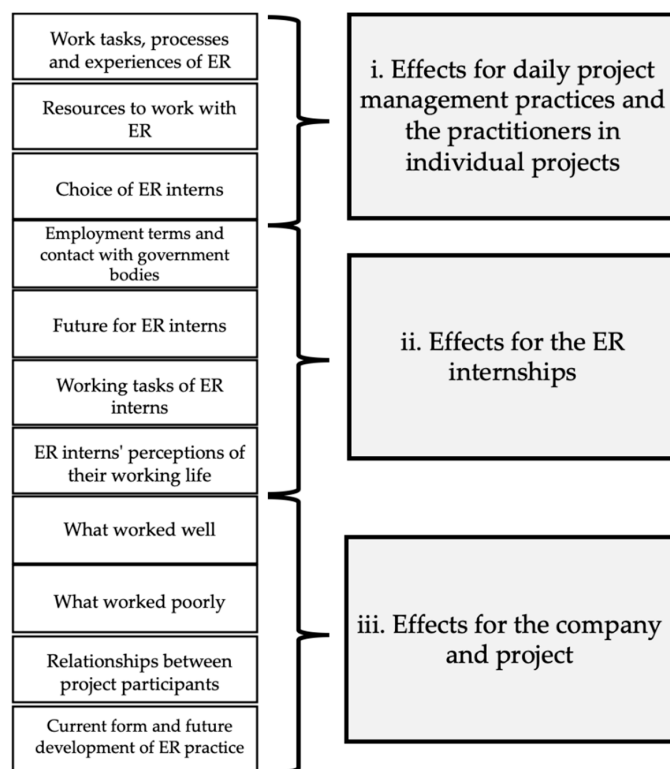 Work tasks, processes
and experiences of ER
Resources to work with
ER
Choice of ER interns
Employment terms and
contact with government
bodies
Future for ER interns
Working tasks of ER
interns
ER interns' perceptions of
their working life
What worked well
What worked poorly
Relationships between
project participants
Current form and future
development of ER practice
i. Effects for daily project
management practices and
the practitioners in
individual projects
ii. Effects for the ER
internships
iii. Effects for the company
and project